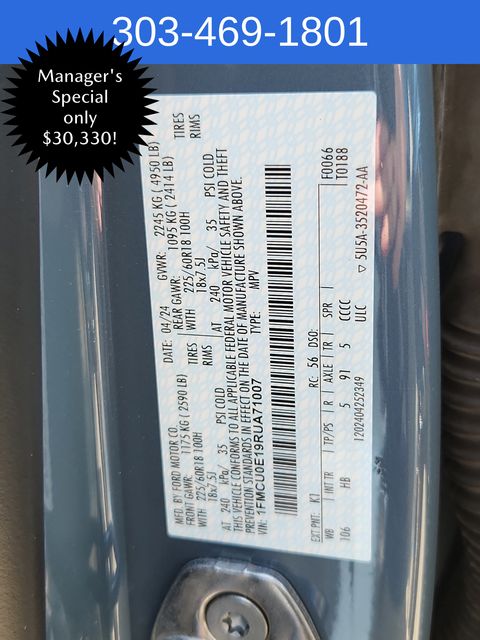 303-469-1801
Manager's
Special
only
$30,330!
MFD. BY FORD MOTOR CO.
DATE: 04/24 GVWR: 2245 KG ( 4950 LB)
FRONT GAWR: 1175 KG ( 2590 LB) REAR GAWR: 1095 KG ( 2414 LB)
WITH 225/60R18 100H TIRES WITH 225/60R18 100H TIRES
18x7.5J RIMS 18x7.5J RIMS
AT 240 kPa/ 35 PSI COLD AT 240 kPa/ 35 PSI COLD
THIS VEHICLE CONFORMS TO ALL APPLICABLE FEDERAL MOTOR VEHICLE SAFETY AND THEFT
PREVENTION STANDARDS IN EFFECT ON THE DATE OF MANUFACTURE SHOWN ABOVE.
VIN: 1FMCU0E19RUA71007 TYPE: MPV
F0066
T0188
EXT PNT: K1 RC: 56 DSO:
WB INT TR TP/PS R AXLE TR SPR
106 HB 5 91 5 CCCC
1202404252349 ULC
5U5A-3520472-AA